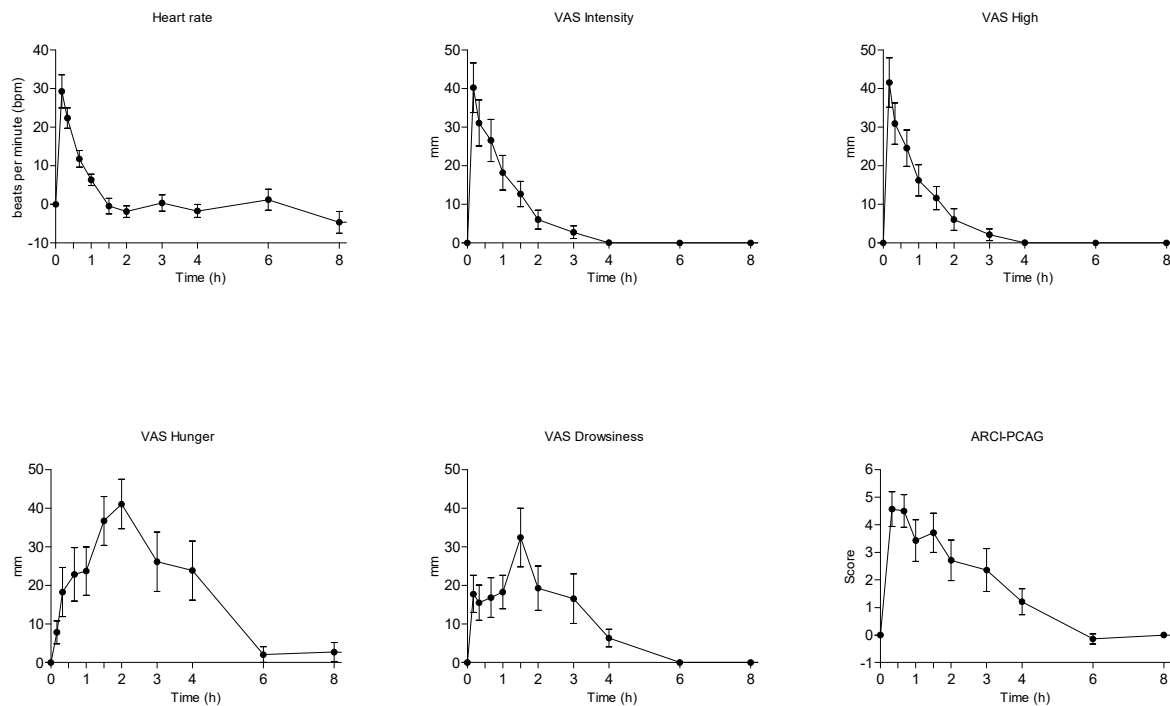 Heart rate
VAS Intensity
VAS High
40
30
20
10
0
-10
beats per minute (bpm)
0 1 2 3 4 6 8
Time (h)
50
40
30
20
10
0
mm
0 1 2 3 4 6 8
Time (h)
50
40
30
20
10
0
mm
0 1 2 3 4 6 8
Time (h)
VAS Hunger
VAS Drowsiness
ARCI-PCAG
50
40
30
20
10
0
mm
0 1 2 3 4 6 8
Time (h)
50
40
30
20
10
0
mm
0 1 2 3 4 6 8
Time (h)
6
5
4
3
2
1
0
-1
Score
0 1 2 3 4 6 8
Time (h)